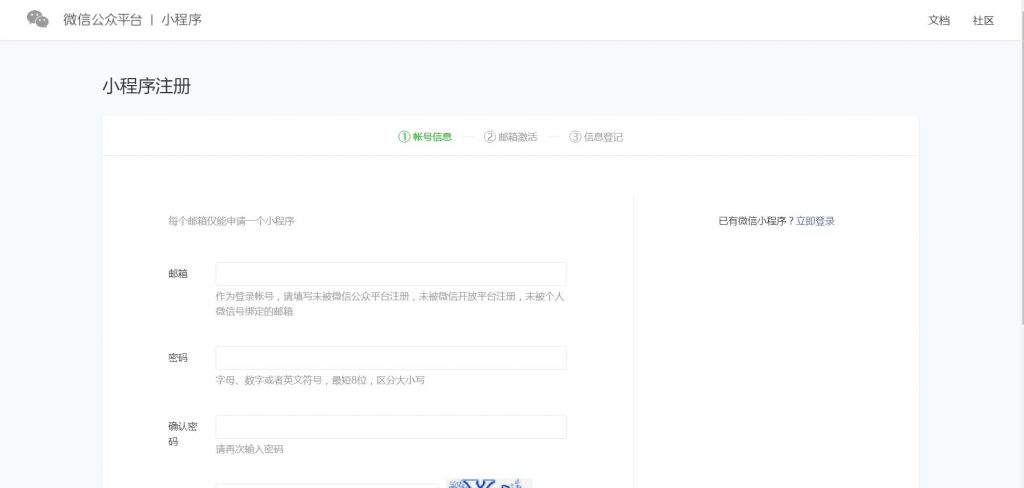 微信公众平台 | 小程序
文档
社区
小程序注册
① 帐号信息
② 邮箱激活
③ 信息登记
每个邮箱仅能申请一个小程序
已有微信小程序？立即登录
邮箱
作为登录帐号，请填写未被微信公众平台注册，未被微信开放平台注册，未被个人
微信号绑定的邮箱
密码
字母、数字或者英文符号，最短8位，区分大小写
确认密
码
请再次输入密码